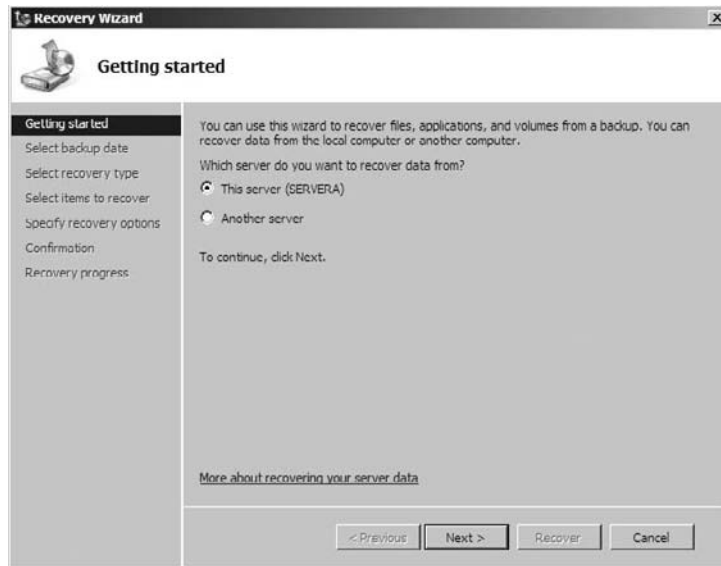 Recovery Wizard
X
Getting started
Getting started
Select backup date
Select recovery type
Select items to recover
Specify recovery options
Confirmation
Recovery progress
You can use this wizard to recover files, applications, and volumes from a backup. You can
recover data from the local computer or another computer.
Which server do you want to recover data from?
This server (SERVERA)
Another server
To continue, click Next.
More about recovering your server data
< Previous
Next >
Recover
Cancel